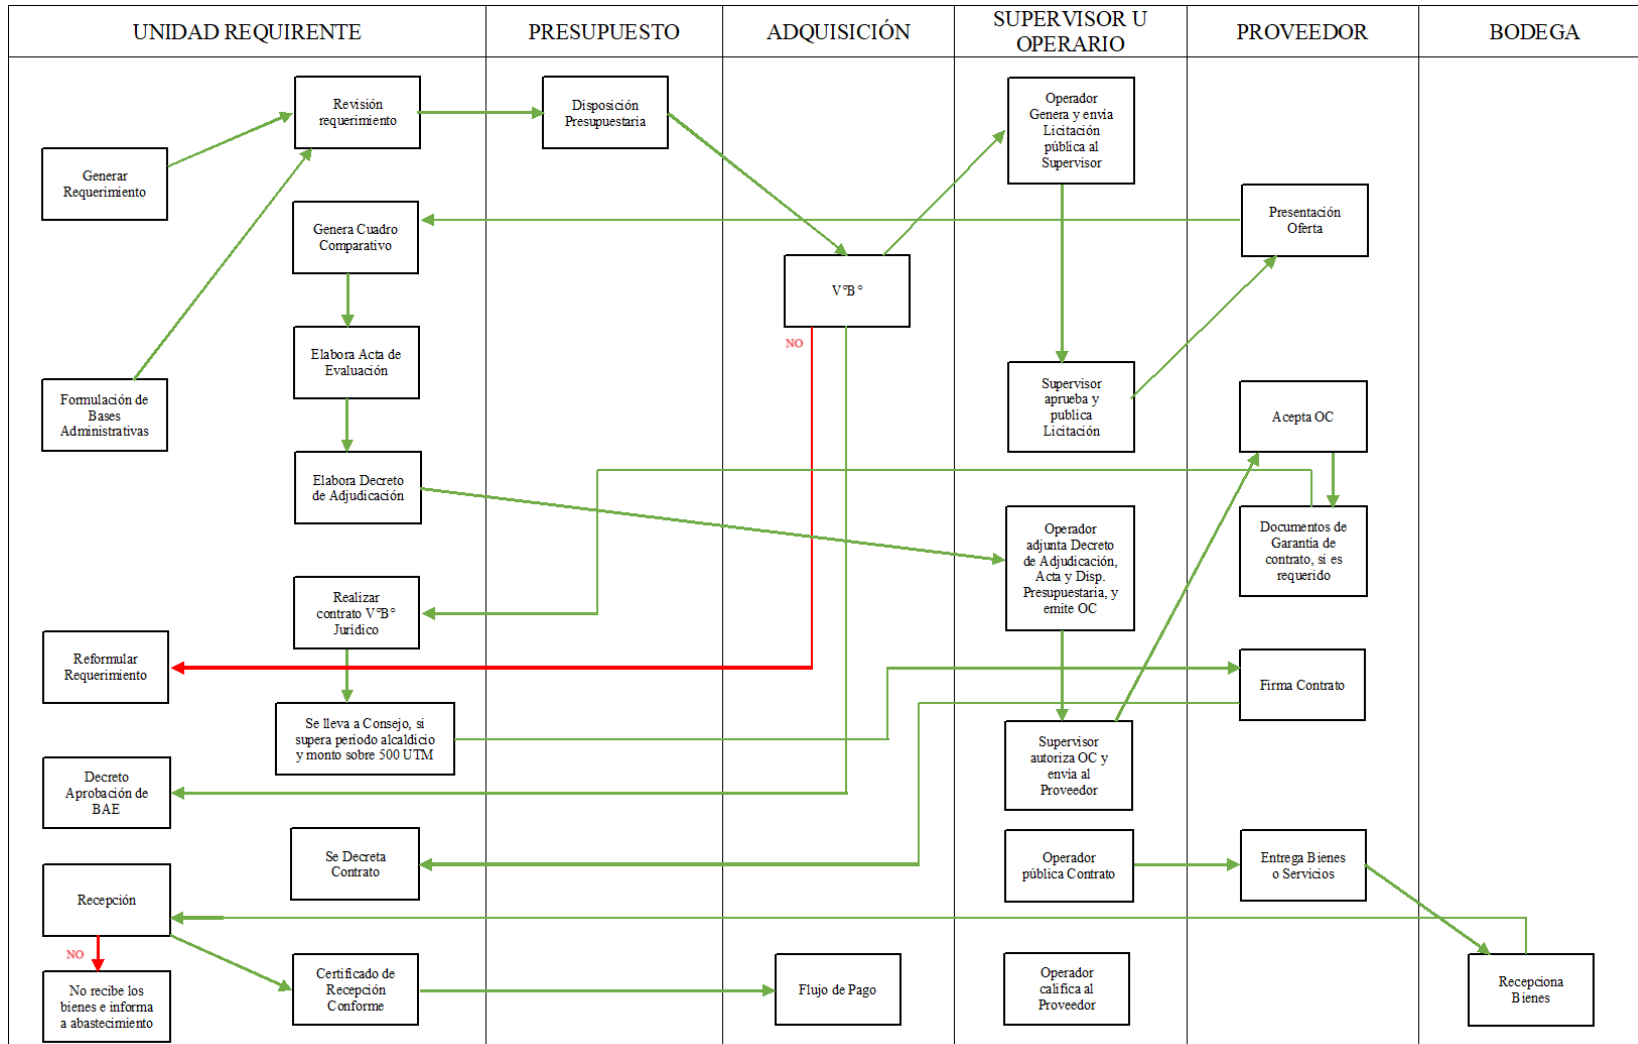 UNIDAD REQUIRENTE
PRESUPUESTO
ADQUISICIÓN
SUPERVISOR U
OPERARIO
PROVEEDOR
BODEGA
Revisión
requerimiento
Disposición
Presupuestaria
Operador
Genera y envía
Licitación
pública al
Supervisor
Generar
Requerimiento
Genera Cuadro
Comparativo
Presentación
Oferta
V°B°
NO
Elabora Acta de
Evaluación
Formulación de
Bases
Administrativas
Supervisor
aprueba y
publica
Licitación
Acepta OC
Elabora Decreto
de Adjudicación
Operador
adjunta Decreto
de Adjudicación,
Acta y Disp.
Presupuestaria, y
emite OC
Documentos de
Garantía de
contrato, si es
requerido
Realizar
contrato V°B°
Jurídico
Reformular
Requerimiento
Firma Contrato
Se lleva a Consejo, si
supera periodo alcaldicio
y monto sobre 500 UTM
Supervisor
autoriza OC y
envía al
Proveedor
Decreto
Aprobación de
BAE
Se Decreta
Contrato
Operador
pública Contrato
Entrega Bienes
o Servicios
Recepción
NO
No recibe los
bienes e informa
a abastecimiento
Certificado de
Recepción
Conforme
Flujo de Pago
Operador
califica al
Proveedor
Recepciona
Bienes